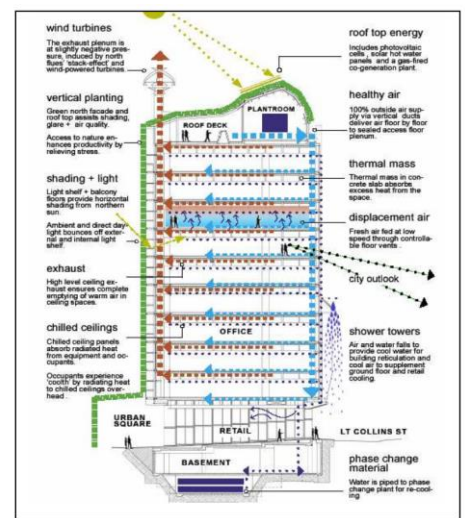 wind turbines
The exhaust plenum is
at slightly negative pres-
sure, induced by north
flues' 'stack-effect' and
wind-powered turbines.
vertical planting
Green north facade and
roof top assists shading,
glare + air quality.
Access to nature en-
hances productivity by
relieving stress.
shading + light
Light shelf + balcony
floors provide horizontal
shading from northern
sun.
Ambient and direct day-
light bounces off exter-
nal and internal light
shelf.
exhaust
High level ceiling ex-
haust ensures complete
emptying of warm air in
ceiling spaces.
chilled ceilings
Chilled ceiling panels
absorb radiated heat
from equipment and oc-
cupants.
Occupants experience
'coolth' by radiating heat
to chilled ceilings over-
head.
ROOF DECK
PLANTROOM
OFFICE
URBAN
SQUARE
RETAIL
LT COLLINS ST
BASEMENT
roof top energy
Includes photovoltaic
cells, solar hot water
panels and a gas-fired
co-generation plant.
healthy air
100% outside air sup-
ply via vertical ducts
deliver air floor by floor
to sealed access floor
plenum.
thermal mass
Thermal mass in con-
crete slab absorbs
excess heat from the
space.
displacement air
Fresh air fed at low
speed through controlla-
ble floor vents.
city outlook
shower towers
Air and water falls to
provide cool water for
building reticulation and
cool air to supplement
ground floor and retail
cooling.
phase change
material
Water is piped to phase
change plant for re-cool-
ing.